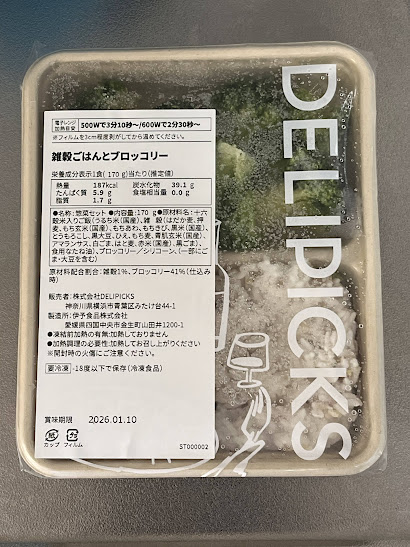 DELIPICKS
電子レンジ
加熱目安
500Wで3分10秒〜/600Wで2分30秒〜
※フィルムを3cm程度剥がしてから温めてください。
雑穀ごはんとブロッコリー
栄養成分表示1食(170g)当たり(推定値)
熱量 187kcal 炭水化物 39.1 g
たんぱく質 5.9 g 食塩相当量 0.0 g
脂質 1.7 g
●名称:惣菜セット ●内容量:170 g●原材料名:十六
穀米入りご飯(うるち米(国産)、雑穀(はだか麦、押
麦、もち玄米(国産)、もちあわ、もちきび、黒米(国産)、
とうもろこし、黒大豆、ひえ、もち麦、青肌玄米(国産)、
アマランサス、白ごま、はと麦、赤米(国産)、黒ごま)、
食用なたね油)、ブロッコリー/シリコーン、(一部にご
ま・大豆を含む)
原材料配合割合:雑穀1%、ブロッコリー41%(仕込み
時)
販売者:株式会社DELIPICKS
神奈川県横浜市青葉区みたけ台44-1
製造所:伊予食品株式会社
愛媛県四国中央市金生町山田井1200-1
●凍結前加熱の有無:加熱しておりません
●加熱調理の必要性:加熱してお召し上がりください
※開封時の火傷にご注意ください。
要冷凍 -18度以下で保存(冷凍食品)
賞味期限 2026.01.10
紙 プラ
カップ フィルム
ST000002